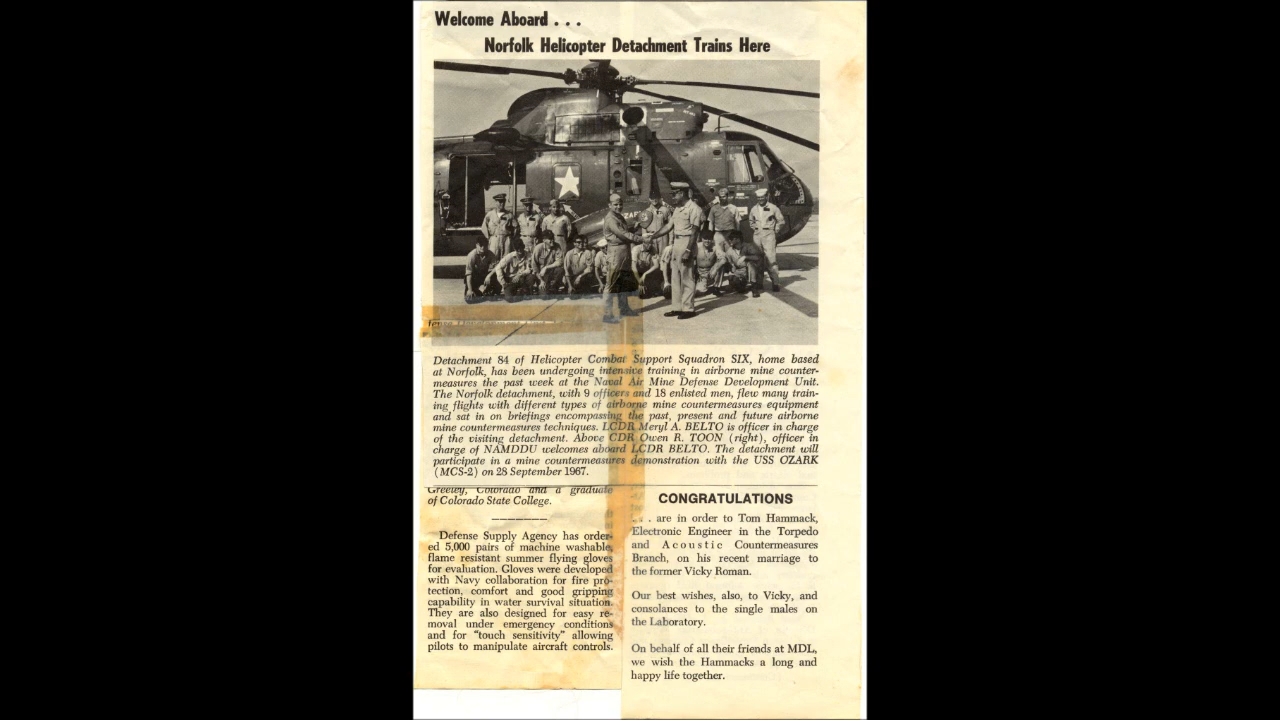 Welcome Aboard . . .
Norfolk Helicopter Detachment Trains Here
Detachment 84 of Helicopter Combat Support Squadron SIX, home based
at Norfolk, has been undergoing intensive training in airborne mine counter-
measures the past week at the Naval Air Mine Defense Development Unit.
The Norfolk detachment, with 9 officers and 18 enlisted men, flew many train-
ing flights with different types of airborne mine countermeasures equipment
and sat in on briefings encompassing the past, present and future airborne
mine countermeasures techniques. LCDR Meryl A. BELTO is officer in charge
of the visiting detachment. Above CDR Owen R. TOON (right), officer in
charge of NAMDDU welcomes aboard LCDR BELTO. The detachment will
participate in a mine countermeasures demonstration with the USS OZARK
(MCS-2) on 28 September 1967.
Greeley, Colorado and a graduate
of Colorado State College.
Defense Supply Agency has order-
ed 5,000 pairs of machine washable,
flame resistant summer flying gloves
for evaluation. Gloves were developed
with Navy collaboration for fire pro-
tection, comfort and good gripping
capability in water survival situation.
They are also designed for easy re-
moval under emergency conditions
and for "touch sensitivity" allowing
pilots to manipulate aircraft controls.
CONGRATULATIONS
. . . are in order to Tom Hammack,
Electronic Engineer in the Torpedo
and Acoustic Countermeasures
Branch, on his recent marriage to
the former Vicky Roman.
Our best wishes, also, to Vicky, and
consolances to the single males on
the Laboratory.
On behalf of all their friends at MDL,
we wish the Hammacks a long and
happy life together.